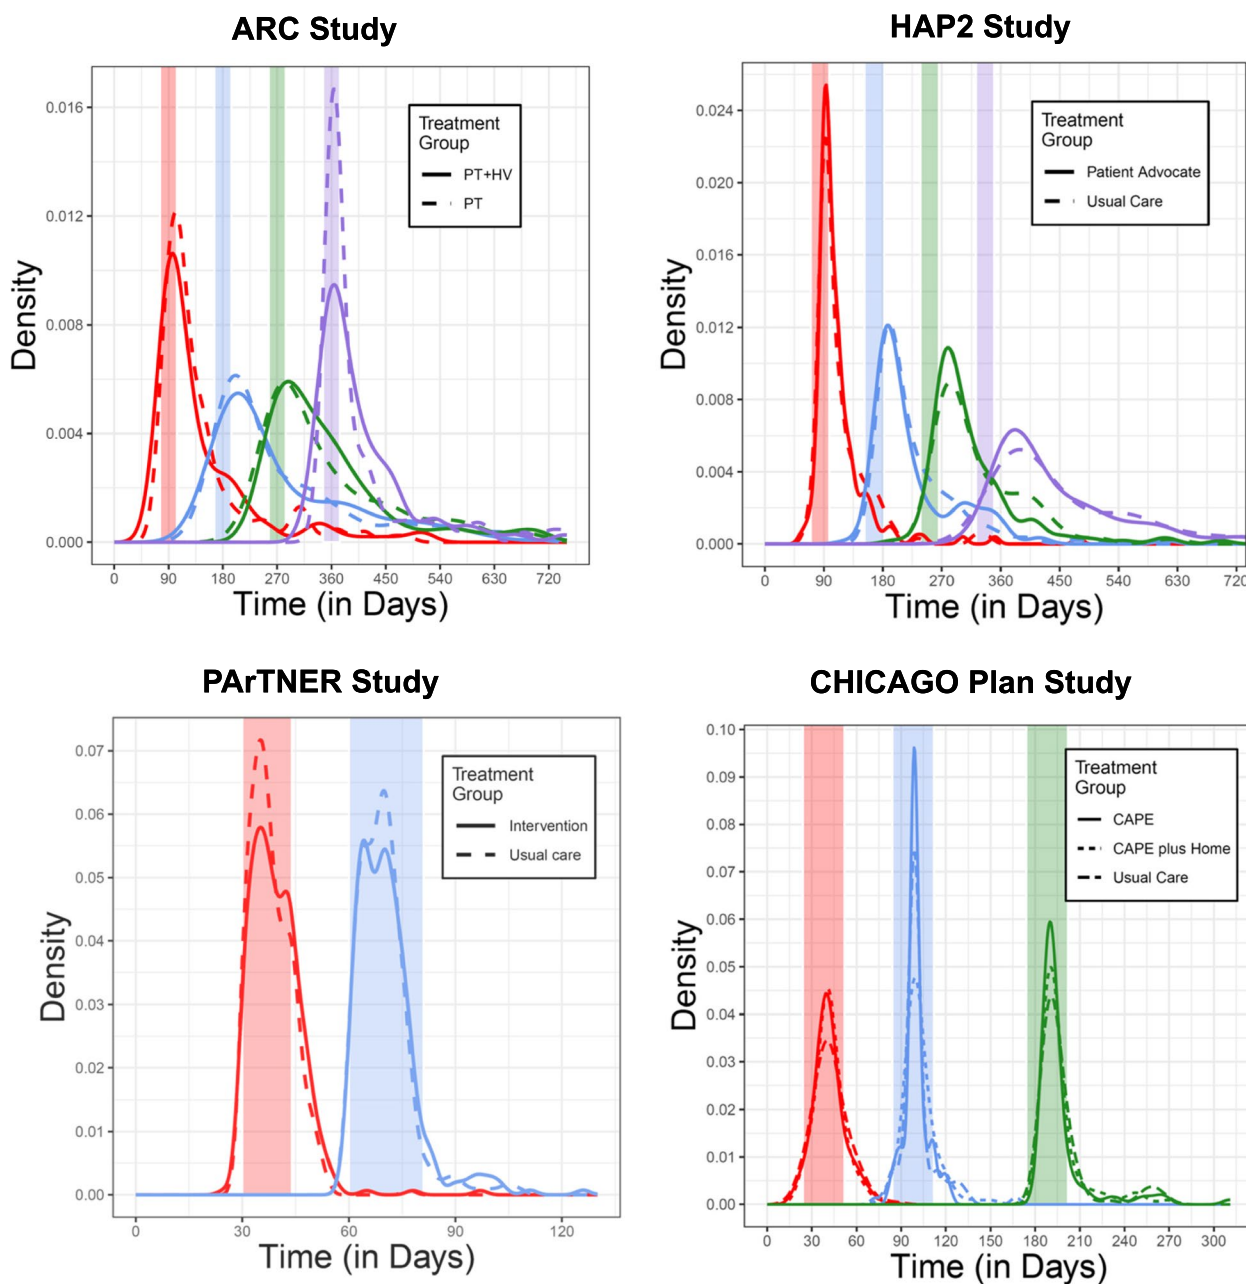 ARC Study
Density
0.016
0.012
0.008
0.004
0.000
Treatment
Group
PT+HV
PT
0 90 180 270 360 450 540 630 720
Time (in Days)
HAP2 Study
Density
0.024
0.020
0.016
0.012
0.008
0.004
0.000
Treatment
Group
Patient Advocate
Usual Care
0 90 180 270 360 450 540 630 720
Time (in Days)
PArTNER Study
Density
0.07
0.06
0.05
0.04
0.03
0.02
0.01
0.00
Treatment
Group
Intervention
Usual care
0 30 60 90 120
Time (in Days)
CHICAGO Plan Study
Density
0.10
0.09
0.08
0.07
0.06
0.05
0.04
0.03
0.02
0.01
0.00
Treatment
Group
CAPE
CAPE plus Home
Usual Care
0 30 60 90 120 150 180 210 240 270 300
Time (in Days)